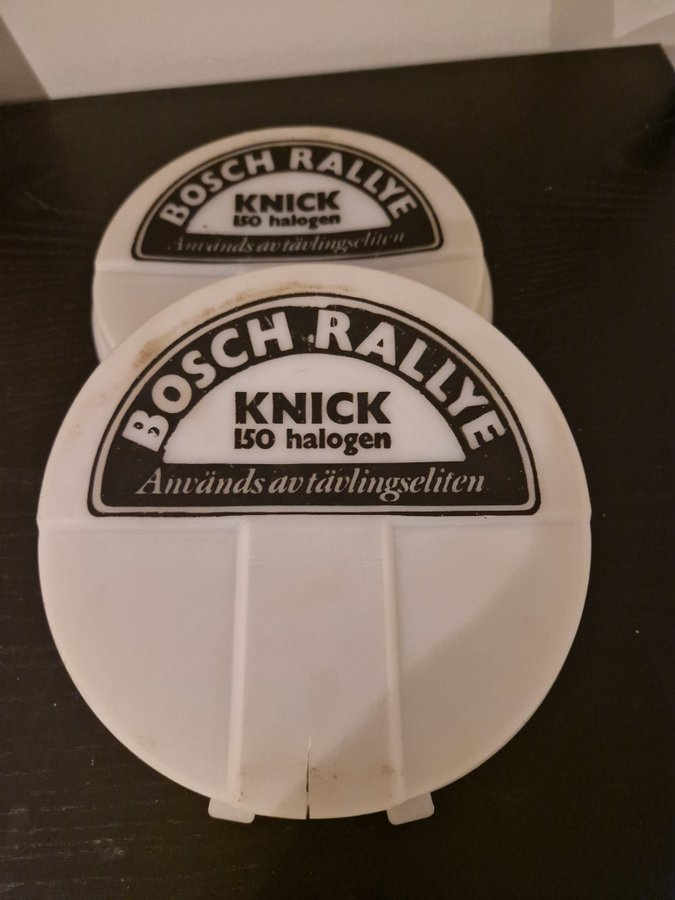 BOSCH RALLYE
KNICK
150 halogen
Används av tävlingseliten
BOSCH RALLYE
KNICK
150 halogen
Används av tävlingseliten